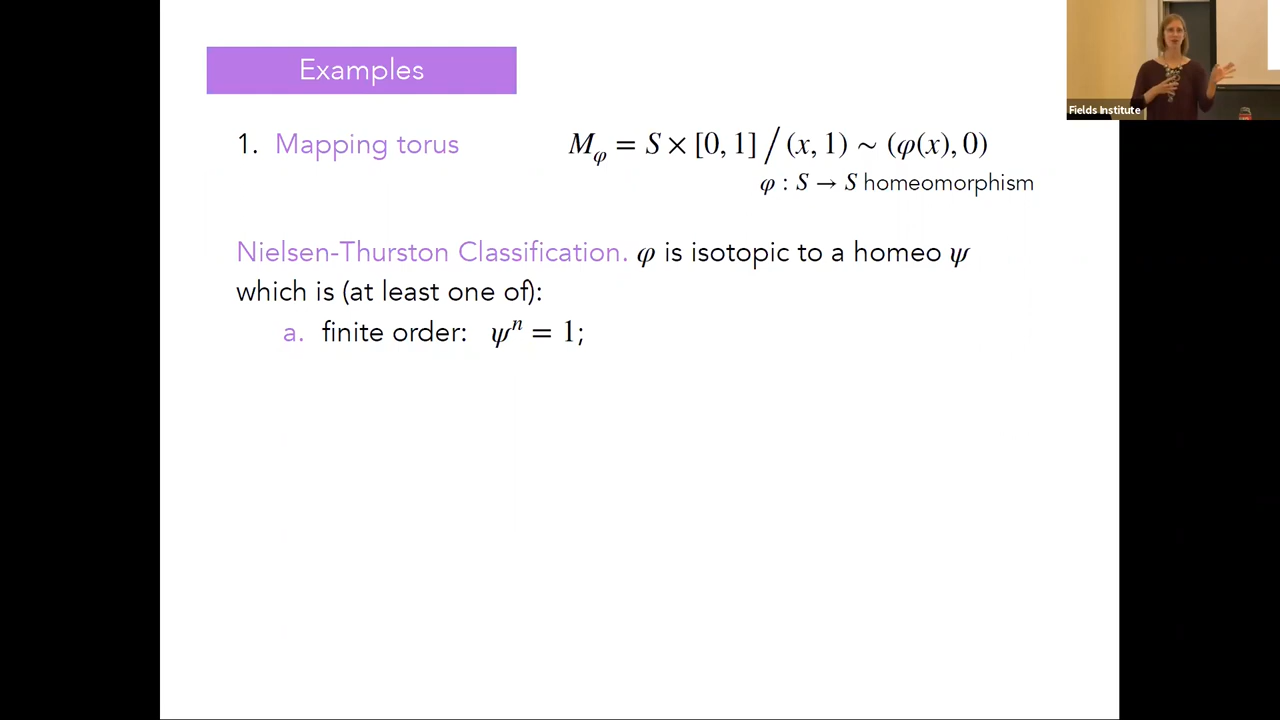 Examples
Fields Institute
1. Mapping torus M_φ = S × [0, 1] / (x, 1) ~ (φ(x), 0)
φ : S → S homeomorphism
Nielsen-Thurston Classification. φ is isotopic to a homeo ψ
which is (at least one of):
a. finite order: ψⁿ = 1;